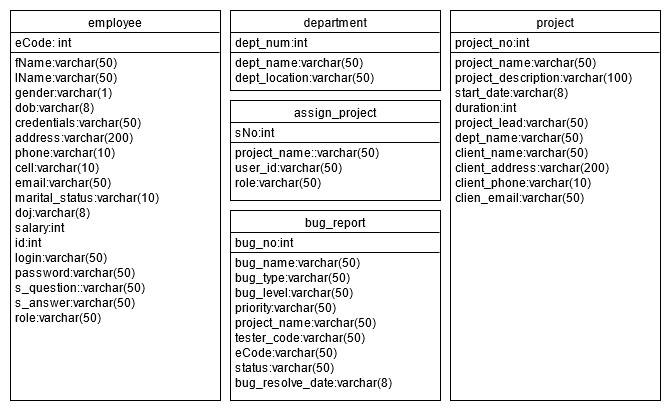 employee
eCode: int
fName:varchar(50)
lName:varchar(50)
gender:varchar(1)
dob:varchar(8)
credentials:varchar(50)
address:varchar(200)
phone:varchar(10)
cell:varchar(10)
email:varchar(50)
marital_status:varchar(10)
doj:varchar(8)
salary:int
id:int
login:varchar(50)
password:varchar(50)
s_question::varchar(50)
s_answer:varchar(50)
role:varchar(50)
department
dept_num:int
dept_name:varchar(50)
dept_location:varchar(50)
assign_project
sNo:int
project_name::varchar(50)
user_id:varchar(50)
role:varchar(50)
bug_report
bug_no:int
bug_name:varchar(50)
bug_type:varchar(50)
bug_level:varchar(50)
priority:varchar(50)
project_name:varchar(50)
tester_code:varchar(50)
eCode:varchar(50)
status:varchar(50)
bug_resolve_date:varchar(8)
project
project_no:int
project_name:varchar(50)
project_description:varchar(100)
start_date:varchar(8)
duration:int
project_lead:varchar(50)
dept_name:varchar(50)
client_name:varchar(50)
client_address:varchar(200)
client_phone:varchar(10)
clien_email:varchar(50)